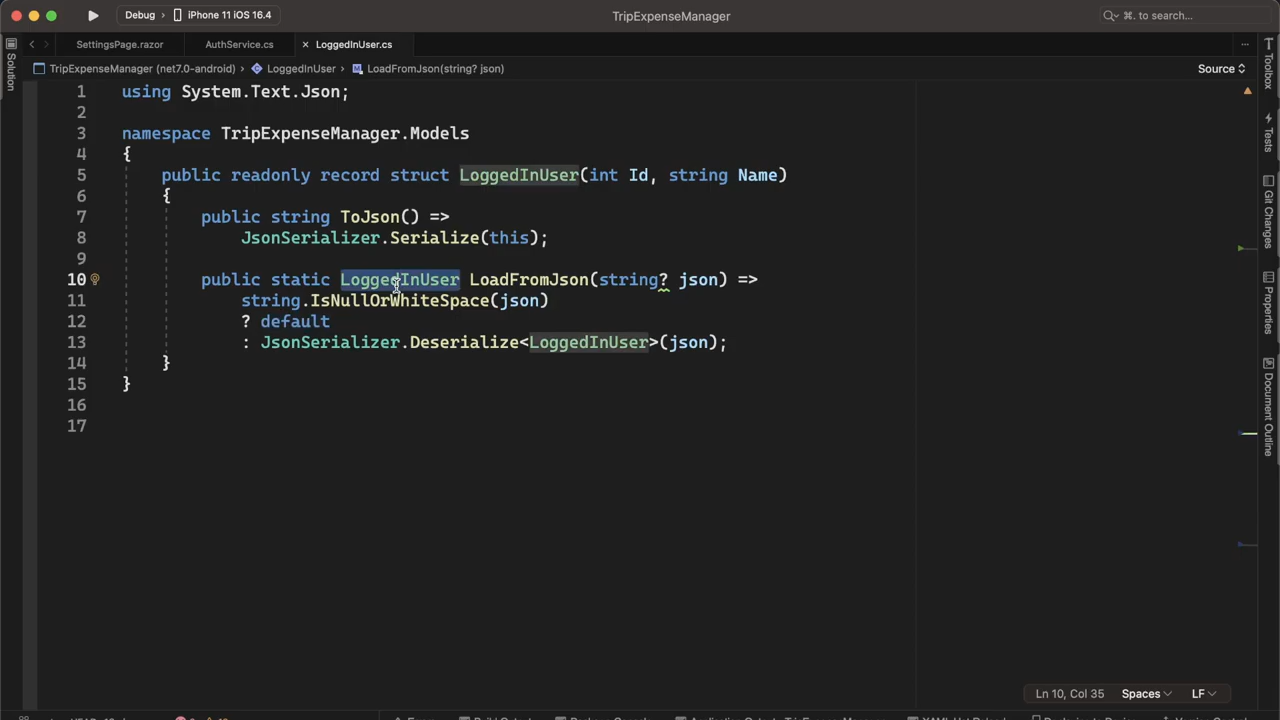 Debug › iPhone 11 iOS 16.4
TripExpenseManager
⌘. to search...
SettingsPage.razor
AuthService.cs
× LoggedInUser.cs
...
TripExpenseManager (net7.0-android) › LoggedInUser › LoadFromJson(string? json)
Source
1 using System.Text.Json;
2
3 namespace TripExpenseManager.Models
4 {
5 public readonly record struct LoggedInUser(int Id, string Name)
6 {
7 public string ToJson() =>
8 JsonSerializer.Serialize(this);
9
10 public static LoggedInUser LoadFromJson(string? json) =>
11 string.IsNullOrWhiteSpace(json)
12 ? default
13 : JsonSerializer.Deserialize<LoggedInUser>(json);
14 }
15 }
16
17
Solution
Toolbox
Tests
Git Changes
Properties
Document Outline
Ln 10, Col 35
Spaces
LF